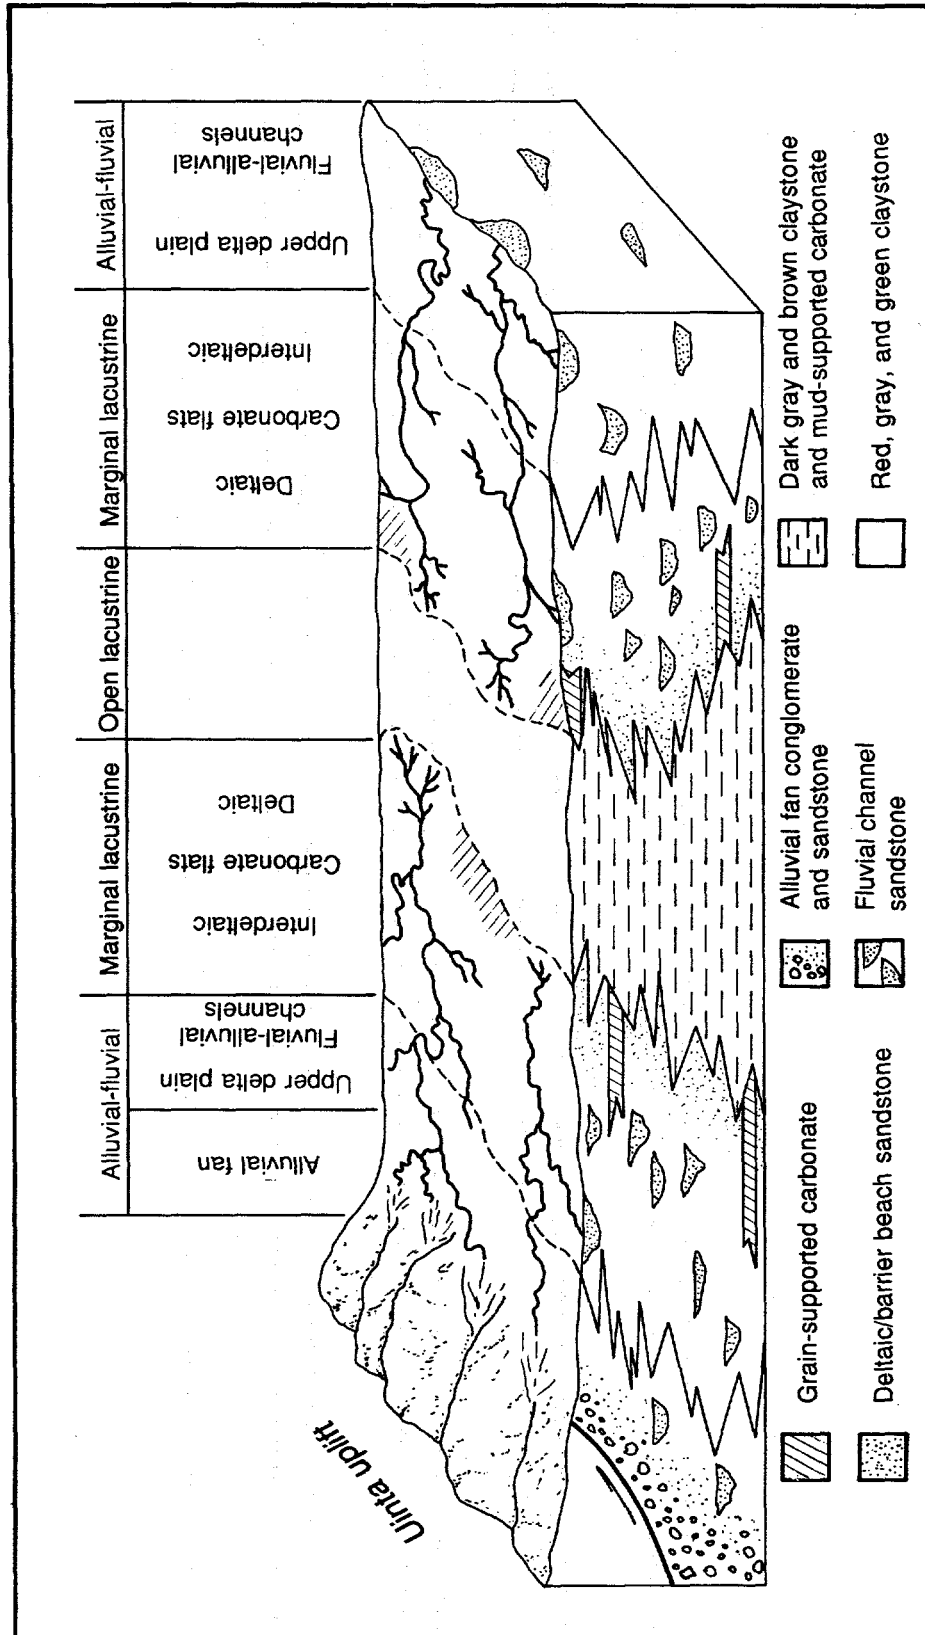 Alluvial-fluvial
Marginal lacustrine
Open lacustrine
Marginal lacustrine
Alluvial-fluvial
Alluvial fan
Upper delta plain
Fluvial-alluvial
channels
Interdeltaic
Carbonate flats
Deltaic
Deltaic
Carbonate flats
Interdeltaic
Upper delta plain
Fluvial-alluvial
channels
Uinta uplift
Grain-supported carbonate
Alluvial fan conglomerate
and sandstone
Dark gray and brown claystone
and mud-supported carbonate
Deltaic/barrier beach sandstone
Fluvial channel
sandstone
Red, gray, and green claystone